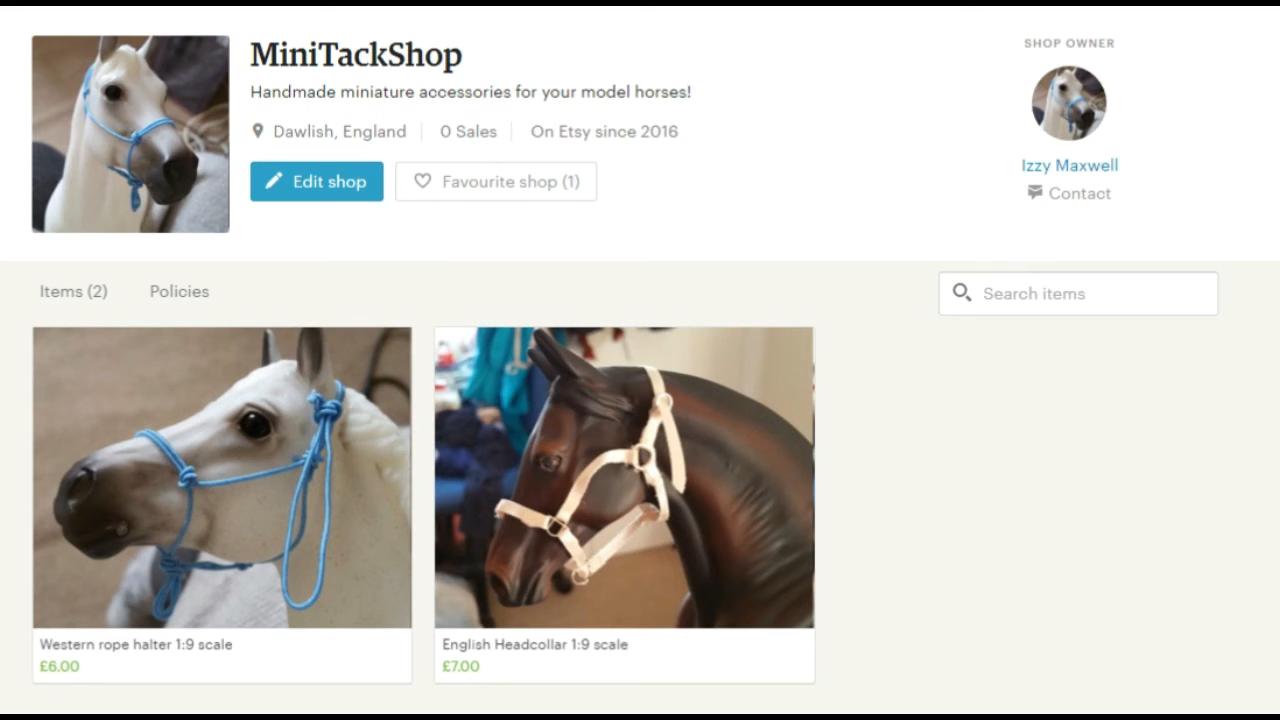 MiniTackShop
Handmade miniature accessories for your model horses!
Dawlish, England
0 Sales
On Etsy since 2016
Edit shop
Favourite shop (1)
SHOP OWNER
Izzy Maxwell
Contact
Items (2)
Policies
Search items
Western rope halter 1:9 scale
£6.00
English Headcollar 1:9 scale
£7.00